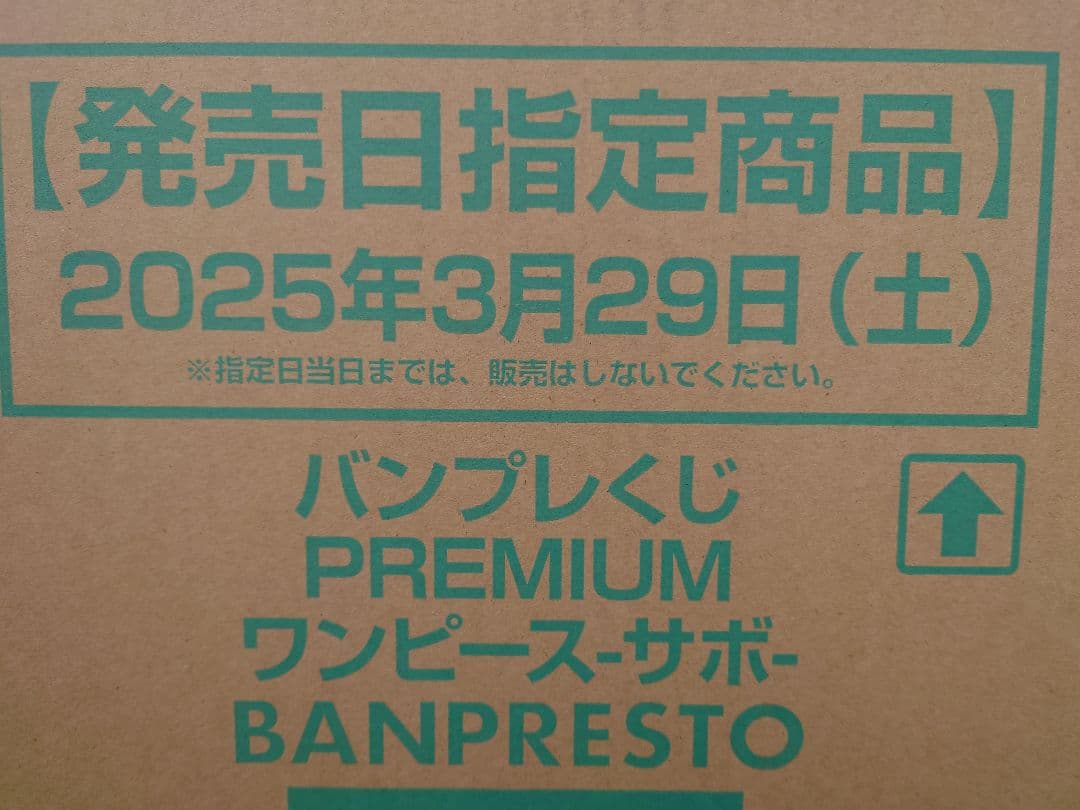 【発売日指定商品】
2025年3月29日(土)
※指定日当日までは、販売はしないでください。
バンプレくじ
PREMIUM
ワンピース-サボ-
BANPRESTO